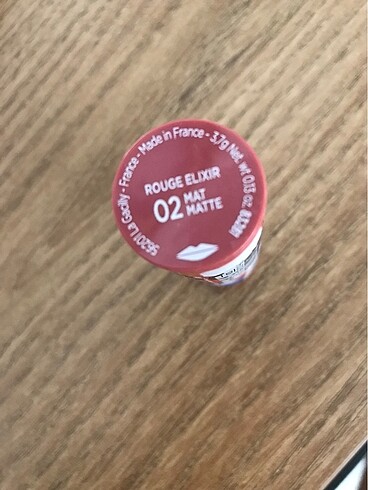 ROUGE ELIXIR
02 MAT
MATTE
56201 La Gacilly - France - Made in France - 3,7g Net. wt 0.13 oz.